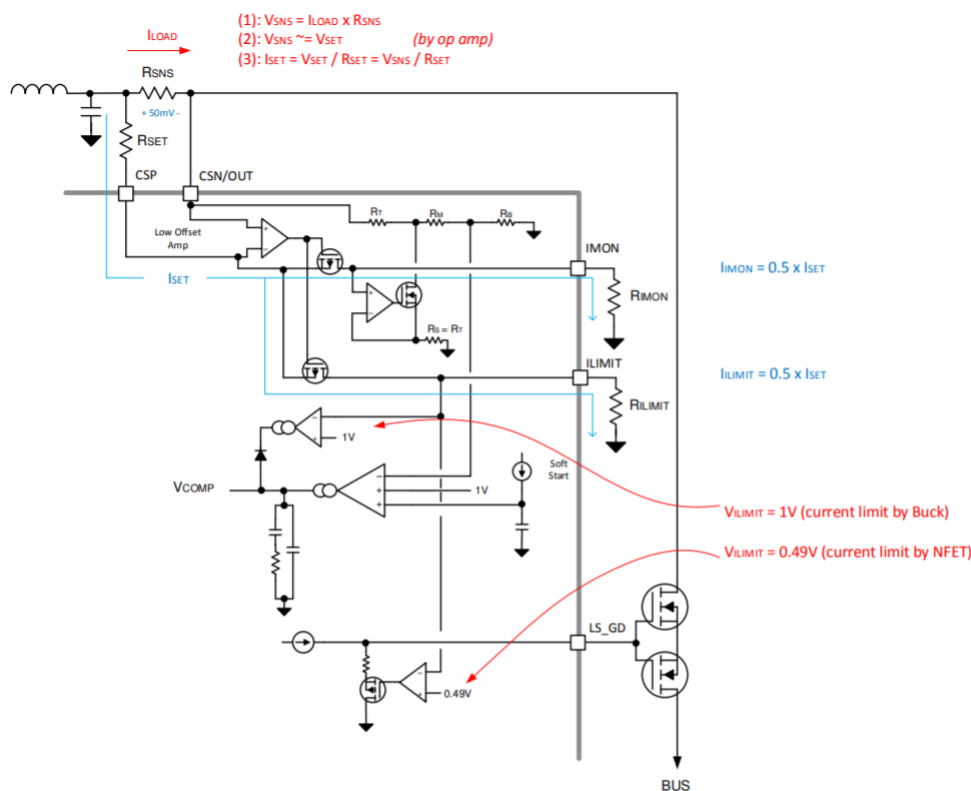 (1): VSNS = ILOAD x RSNS
(2): VSNS ~= VSET (by op amp)
(3): ISET = VSET / RSET = VSNS / RSET
ILOAD
RSNS
+ 50mV -
RSET
CSP
CSN/OUT
RT
RM
RB
Low Offset
Amp
+
-
IMON
ISET
IIMON = 0.5 x ISET
+
-
RIMON
RS = RT
ILIMIT
IILIMIT = 0.5 x ISET
RILIMIT
-
+
1V
Soft
Start
VCOMP
-
+
1V
+
VILIMIT = 1V (current limit by Buck)
VILIMIT = 0.49V (current limit by NFET)
LS_GD
-
+
0.49V
BUS